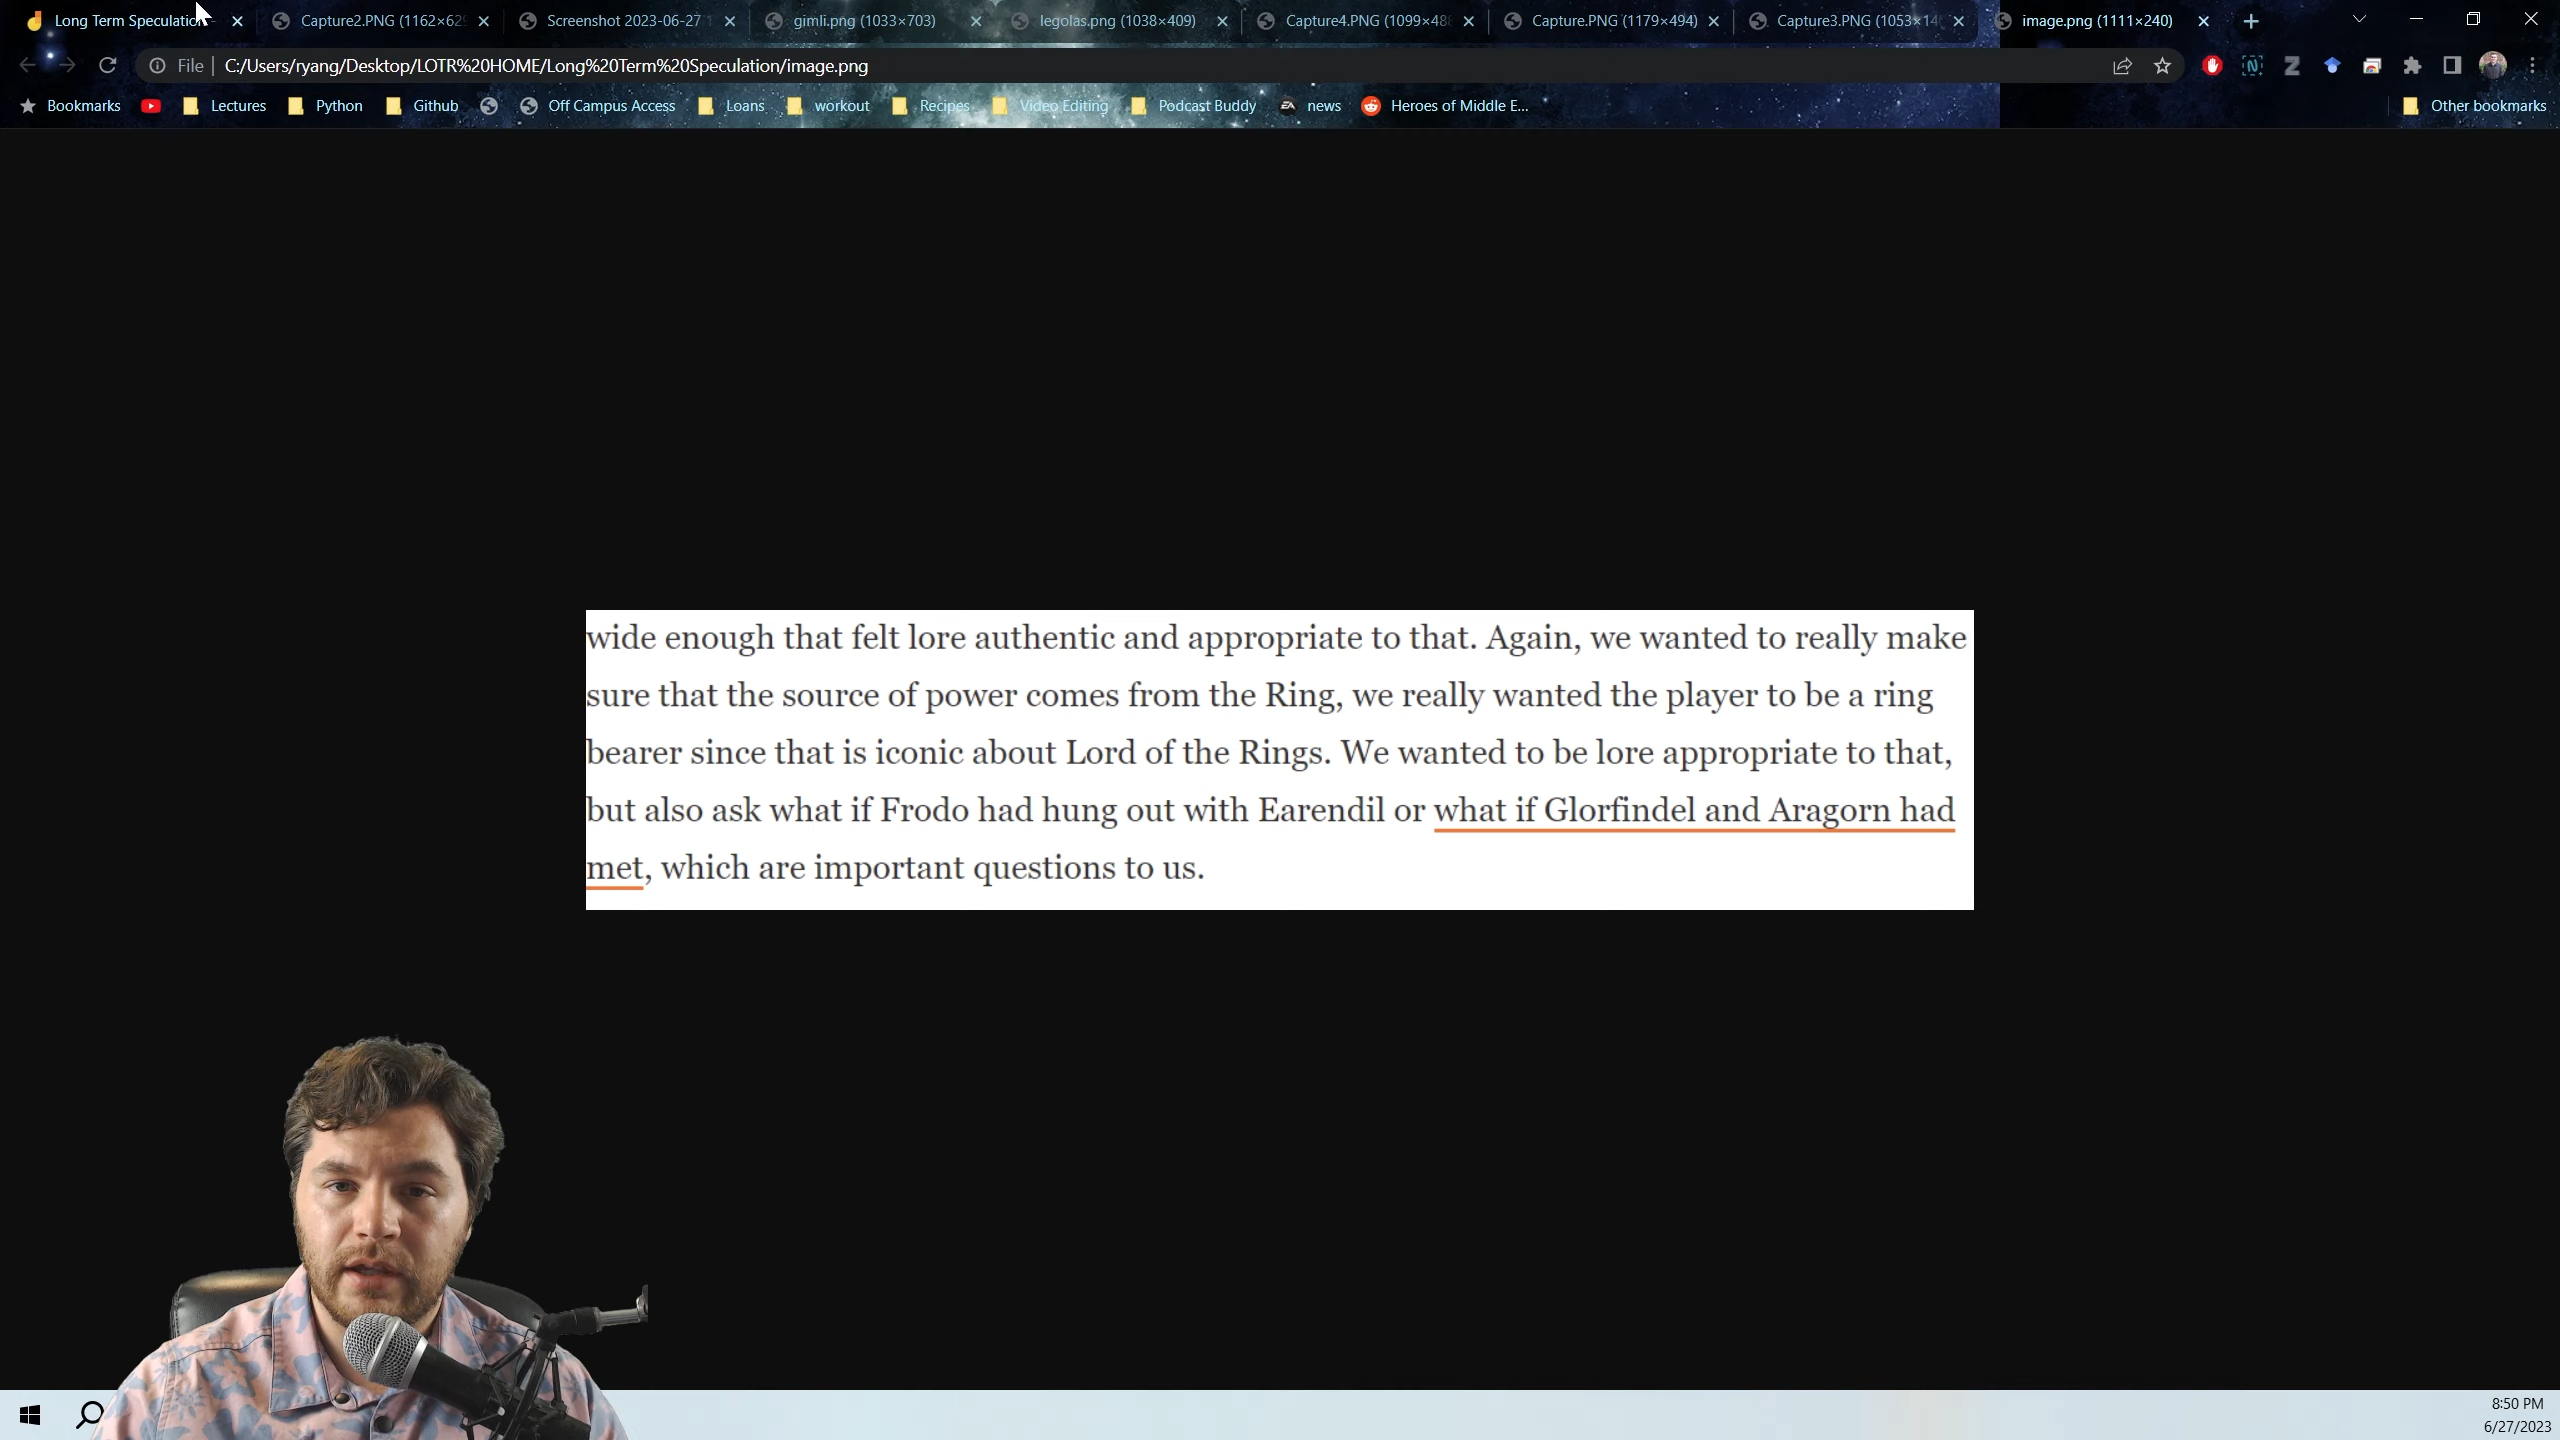 Long Term Speculation
Capture2.PNG (1162×629
Screenshot 2023-06-27 1
gimli.png (1033×703)
legolas.png (1038×409)
Capture4.PNG (1099×488
Capture.PNG (1179×494)
Capture3.PNG (1053×14
image.png (1111×240)
File
C:/Users/ryang/Desktop/LOTR%20HOME/Long%20Term%20Speculation/image.png
Bookmarks
Lectures
Python
Github
Off Campus Access
Loans
workout
Recipes
Video Editing
Podcast Buddy
EA
news
Heroes of Middle E...
Other bookmarks
wide enough that felt lore authentic and appropriate to that. Again, we wanted to really make
sure that the source of power comes from the Ring, we really wanted the player to be a ring
bearer since that is iconic about Lord of the Rings. We wanted to be lore appropriate to that,
but also ask what if Frodo had hung out with Earendil or what if Glorfindel and Aragorn had
met, which are important questions to us.
8:50 PM
6/27/2023